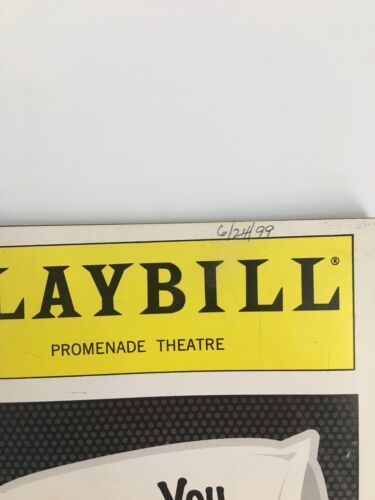 6/24/99
LAYBILL®
PROMENADE THEATRE
You